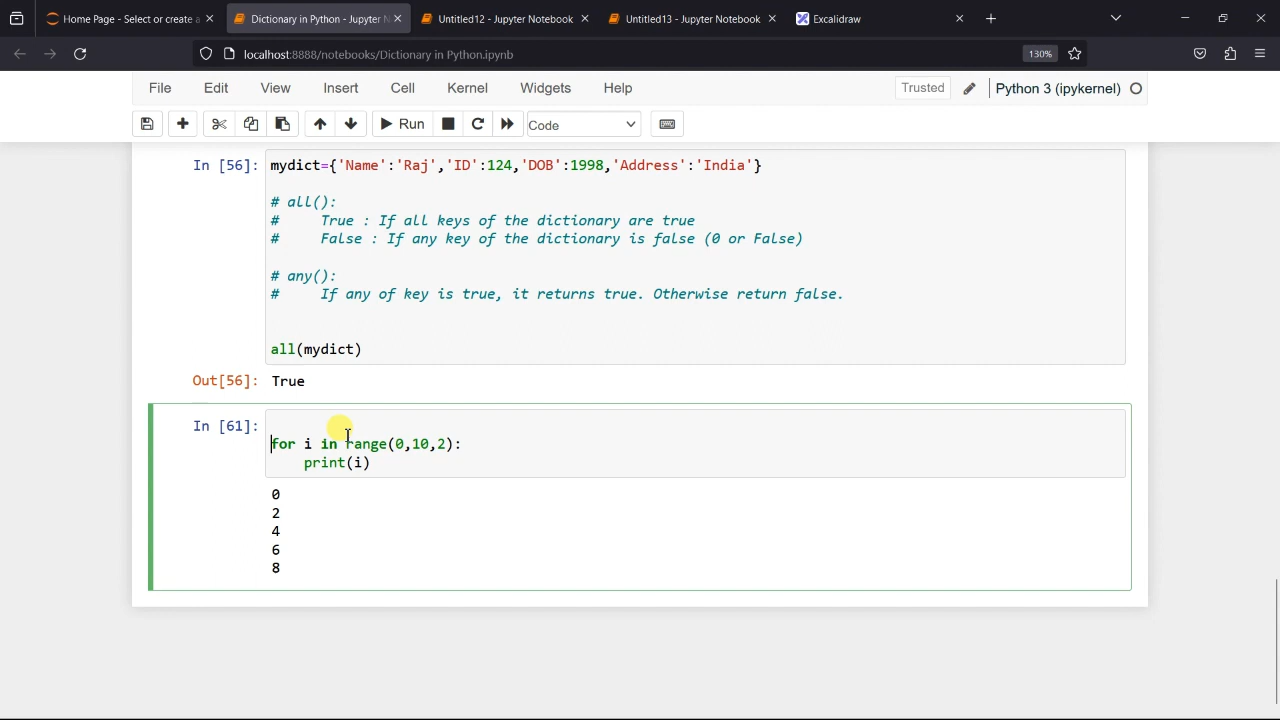 Home Page - Select or create a
Dictionary in Python - Jupyter N
Untitled12 - Jupyter Notebook
Untitled13 - Jupyter Notebook
Excalidraw
localhost:8888/notebooks/Dictionary in Python.ipynb
130%
File Edit View Insert Cell Kernel Widgets Help
Trusted
Python 3 (ipykernel)
Run
Code
In [56]: mydict={'Name':'Raj','ID':124,'DOB':1998,'Address':'India'}
# all():
#     True : If all keys of the dictionary are true
#     False : If any key of the dictionary is false (0 or False)
# any():
#     If any of key is true, it returns true. Otherwise return false.
all(mydict)
Out[56]: True
In [61]:
for i in range(0,10,2):
    print(i)
0
2
4
6
8